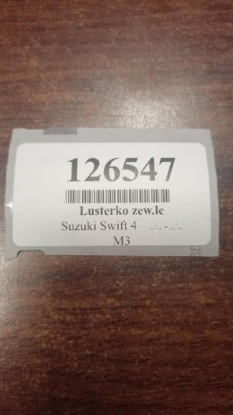 126547
Lusterko zew.le
Suzuki Swift 4 ../.. - ../..
M3